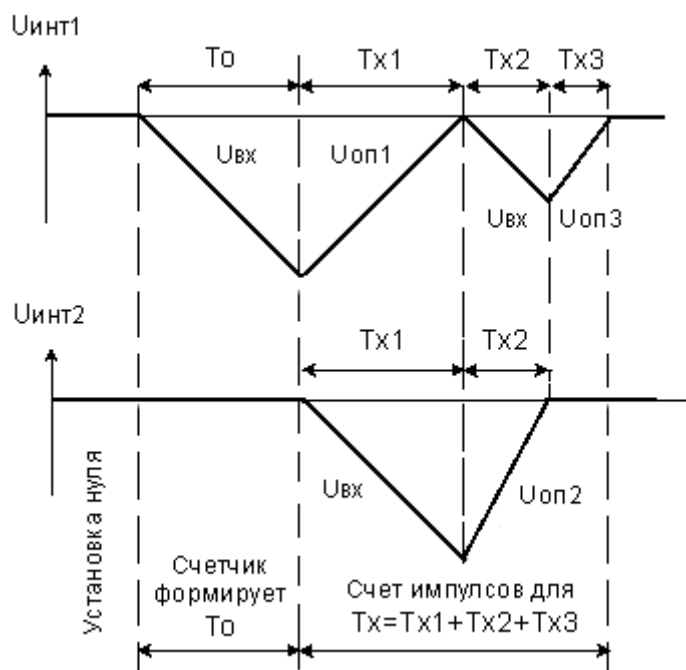 Uинт1
To
Tx1
Tx2
Tx3
Uвх
Uоп1
Uвх
Uоп3
Uинт2
Tx1
Tx2
Uвх
Uоп2
Установка нуля
Счетчик
формирует
To
Счет импулсов для
Tx=Tx1+Tx2+Tx3